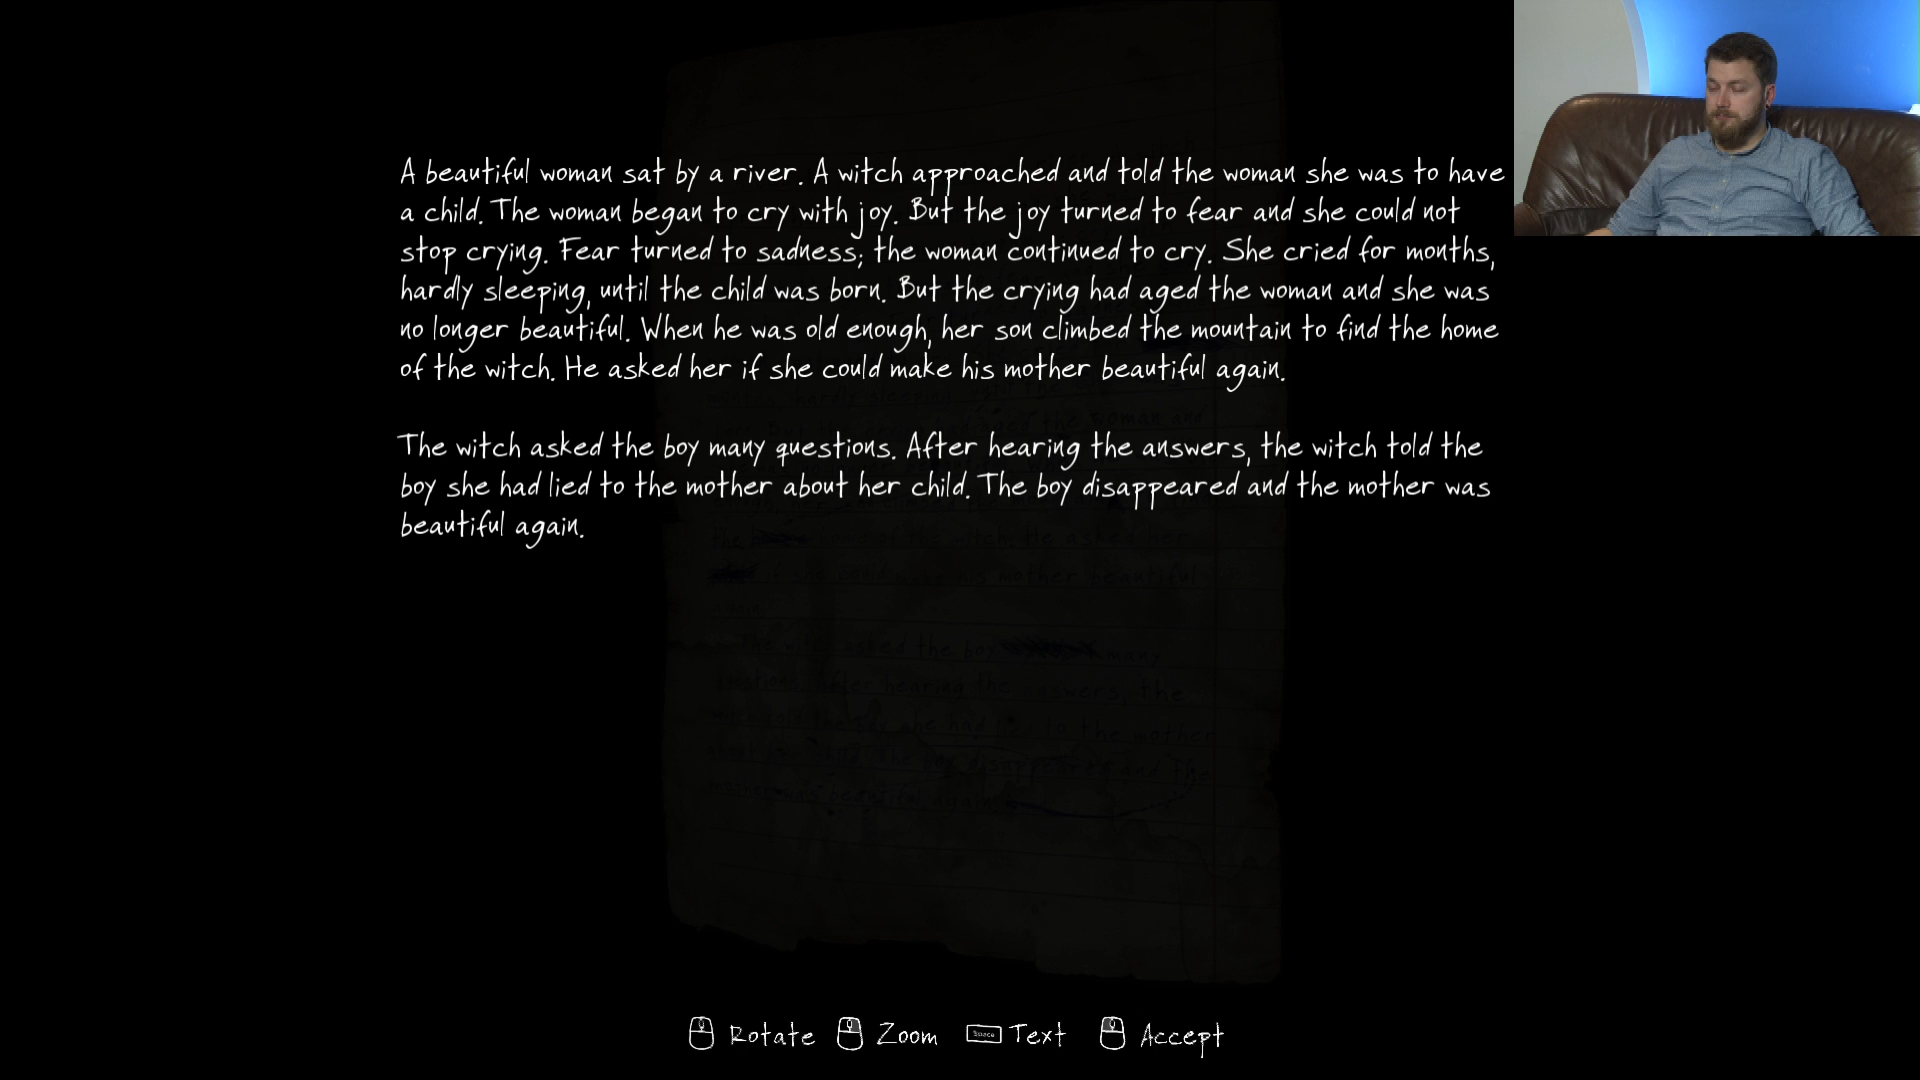 A beautiful woman sat by a river. A witch approached and told the woman she was to have
a child. The woman began to cry with joy. But the joy turned to fear and she could not
stop crying. Fear turned to sadness; the woman continued to cry. She cried for months,
hardly sleeping, until the child was born. But the crying had aged the woman and she was
no longer beautiful. When he was old enough, her son climbed the mountain to find the home
of the witch. He asked her if she could make his mother beautiful again.
The witch asked the boy many questions. After hearing the answers, the witch told the
boy she had lied to the mother about her child. The boy disappeared and the mother was
beautiful again.
Rotate Zoom Space Text Accept